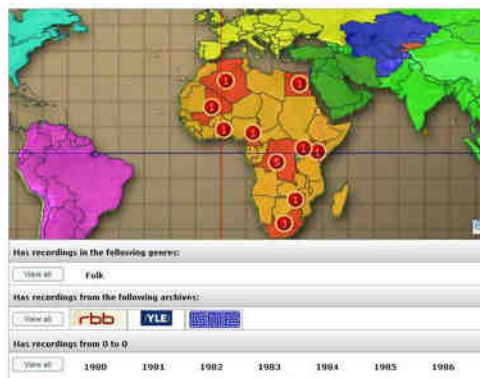 Has recordings in the following genres:
View all Folk
Has recordings from the following archives:
View all rbb YLE
Has recordings from 0 to 0
View all 1980 1981 1982 1983 1984 1985 1986